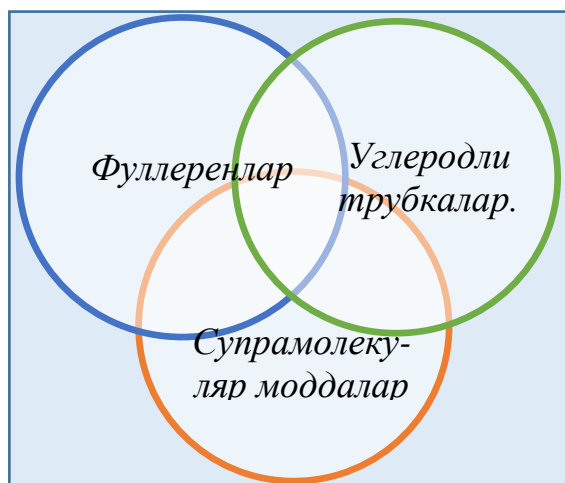 Фуллеренлар
Углеродли
трубкалар.
Супрамолеку-
ляр моддалар